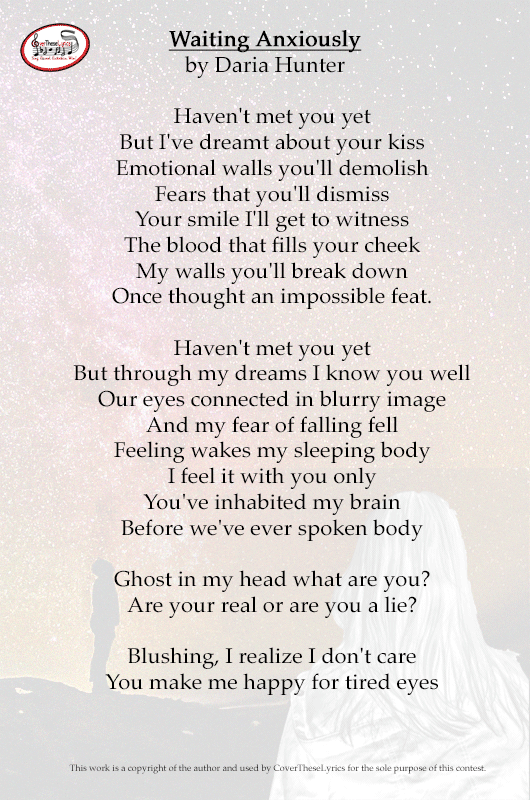 CoverTheseLyrics
Waiting Anxiously
by Daria Hunter
Haven't met you yet
But I've dreamt about your kiss
Emotional walls you'll demolish
Fears that you'll dismiss
Your smile I'll get to witness
The blood that fills your cheek
My walls you'll break down
Once thought an impossible feat.
Haven't met you yet
But through my dreams I know you well
Our eyes connected in blurry image
And my fear of falling fell
Feeling wakes my sleeping body
I feel it with you only
You've inhabited my brain
Before we've ever spoken body
Ghost in my head what are you?
Are your real or are you a lie?
Blushing, I realize I don't care
You make me happy for tired eyes
This work is a copyright of the author and used by CoverTheseLyrics for the sole purpose of this contest.